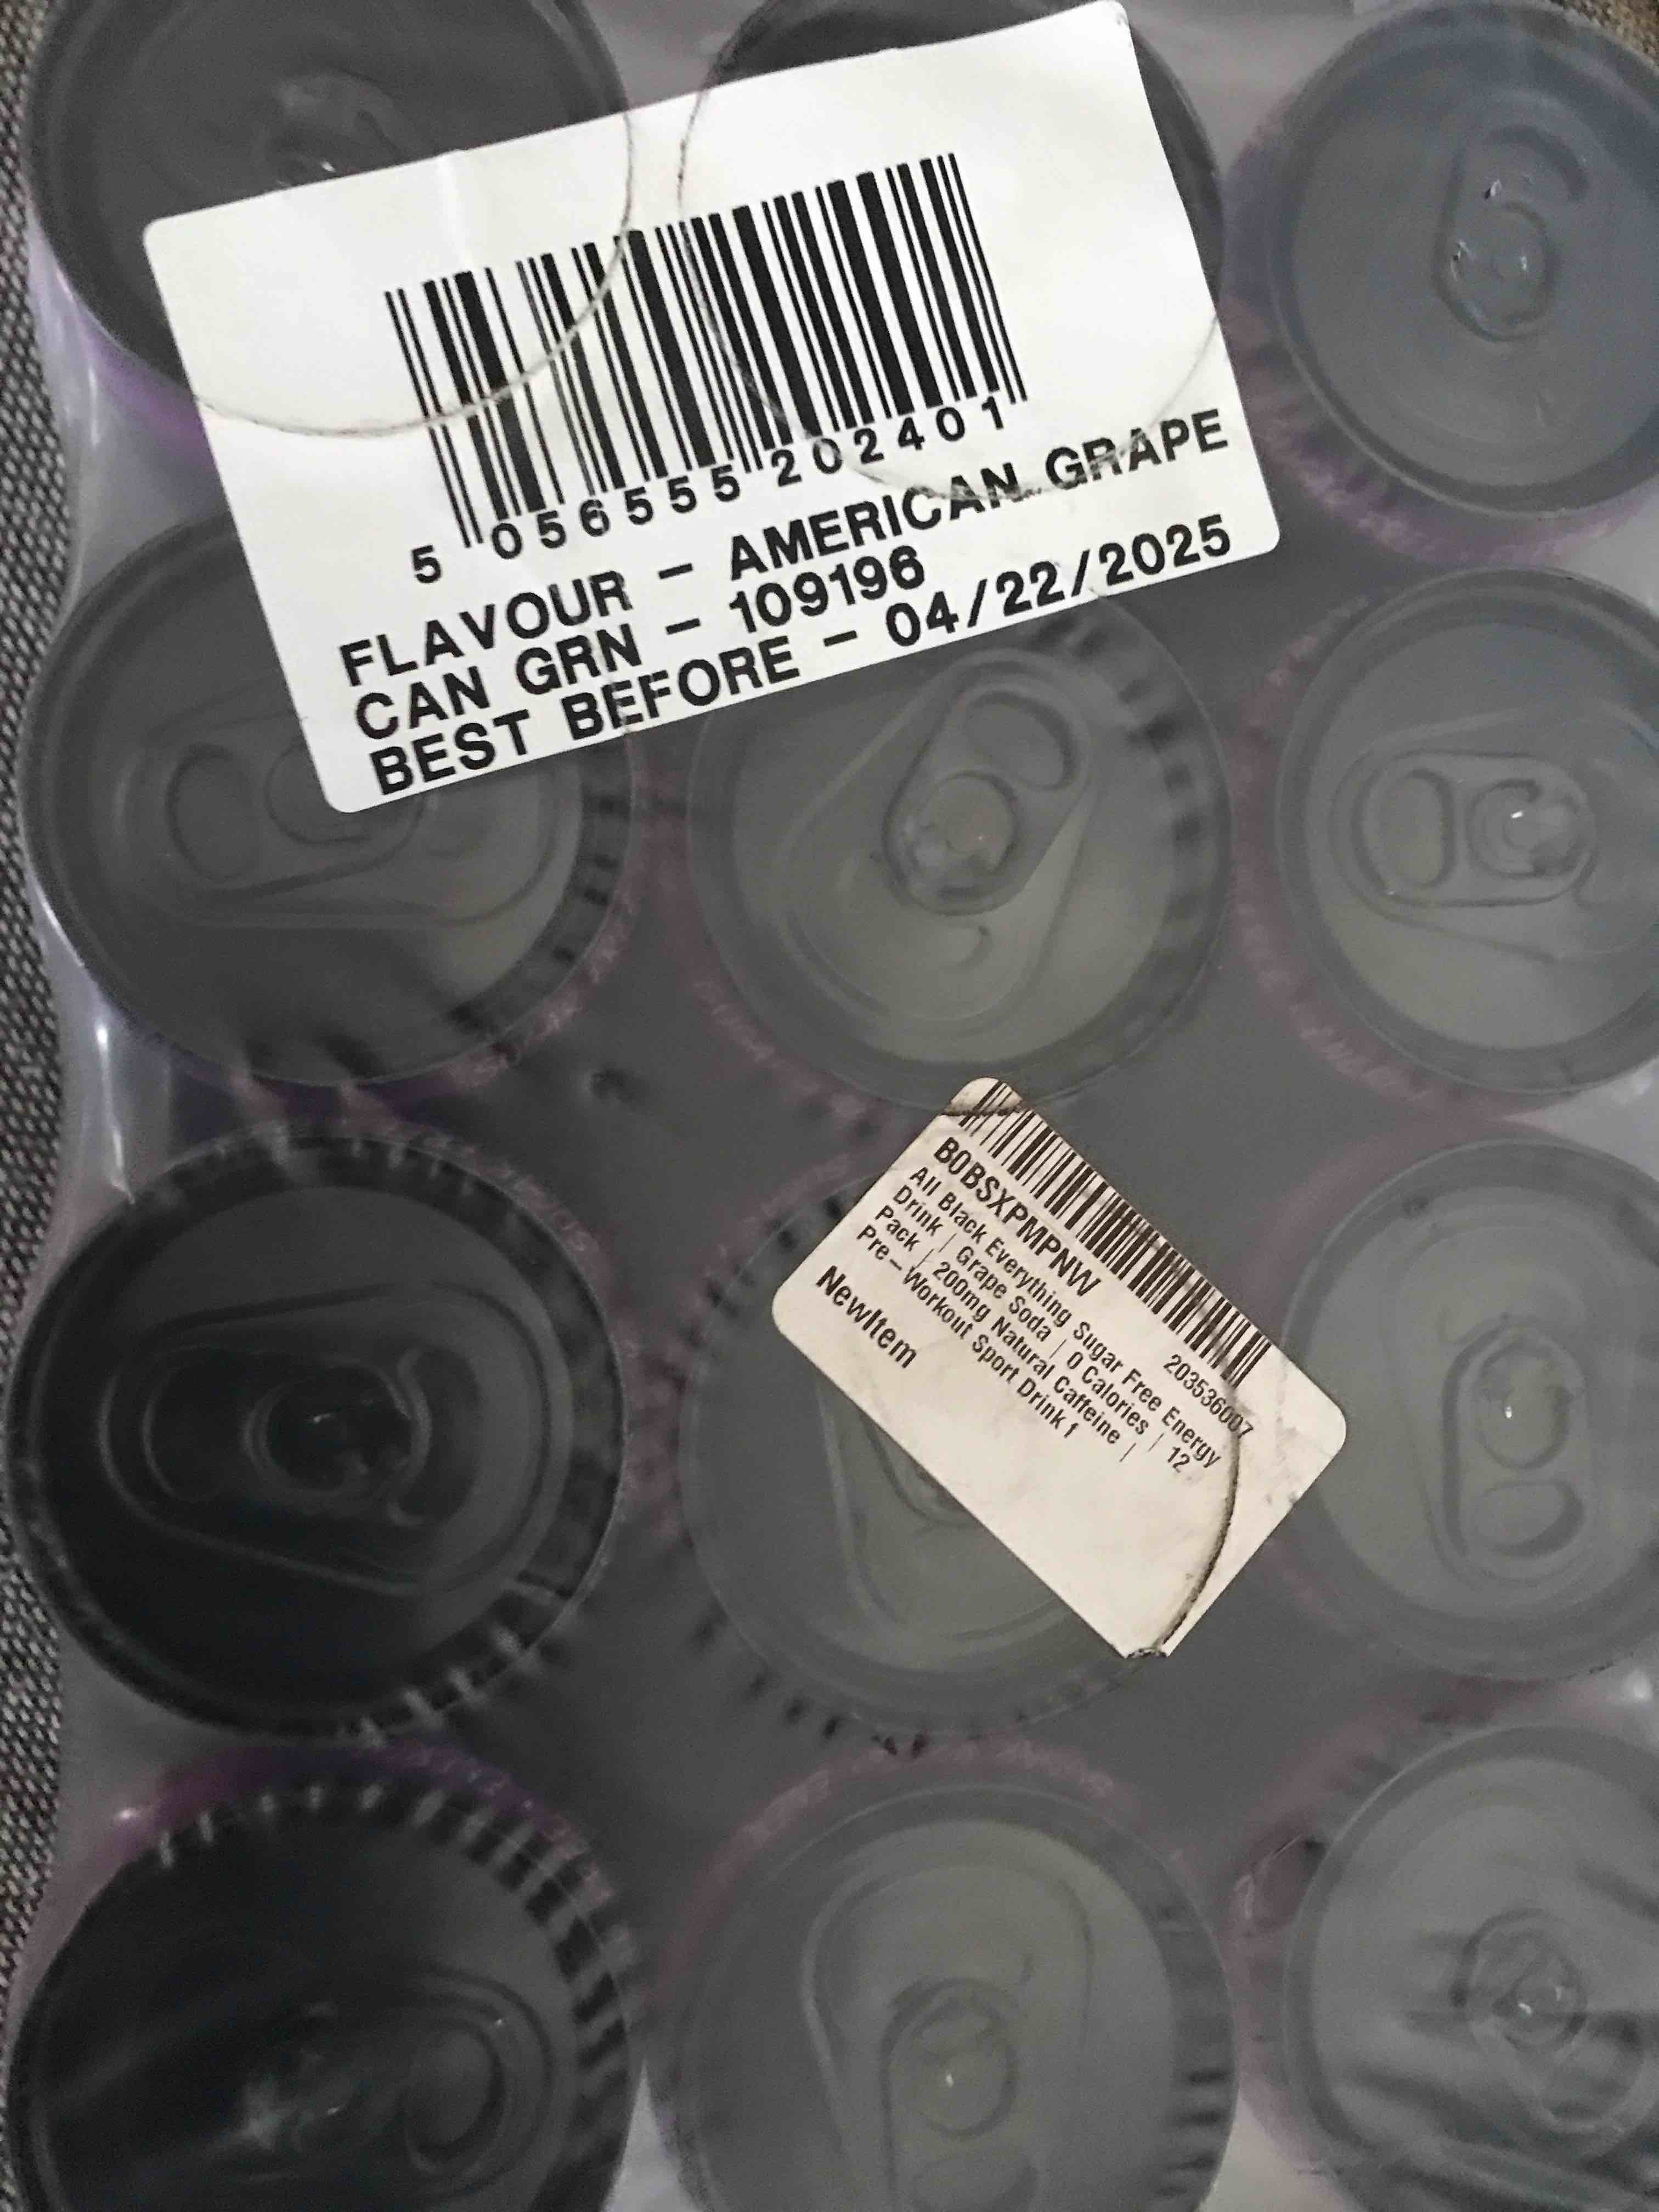 5 056555 202401
FLAVOUR - AMERICAN GRAPE
CAN GRN - 109196
BEST BEFORE - 04/22/2025
B0BSXPMPNW 203536007
All Black Everything Sugar Free Energy
Drink | Grape Soda | 0 Calories | 12
Pack | 200mg Natural Caffeine |
Pre-Workout Sport Drink f
NewItem